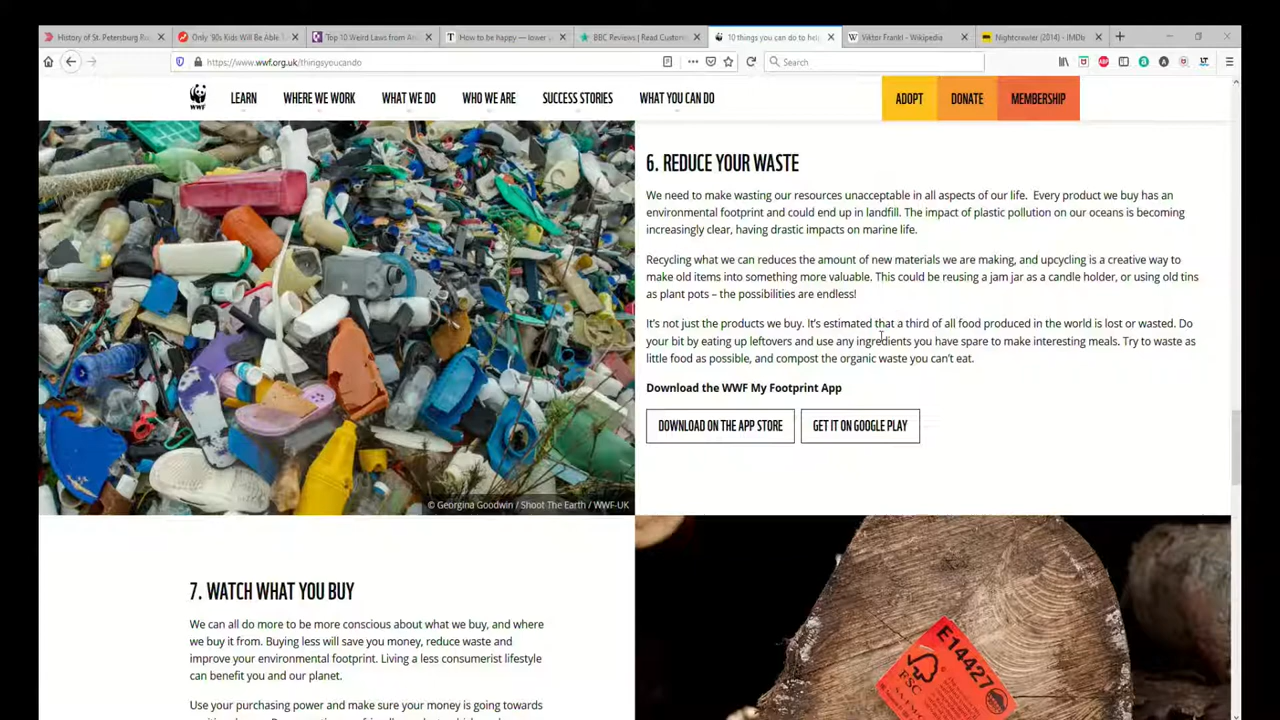 History of St. Petersburg Ru
Only '90s Kids Will Be Able T
Top 10 Weird Laws from Ar
How to be happy — lower
BBC Reviews | Read Custom
10 things you can do to hel
Viktor Frankl - Wikipedia
Nightcrawler (2014) - IMDb
https://www.wwf.org.uk/thingsyoucando
Search
WWF
LEARN
WHERE WE WORK
WHAT WE DO
WHO WE ARE
SUCCESS STORIES
WHAT YOU CAN DO
ADOPT
DONATE
MEMBERSHIP
6. REDUCE YOUR WASTE
We need to make wasting our resources unacceptable in all aspects of our life. Every product we buy has an
environmental footprint and could end up in landfill. The impact of plastic pollution on our oceans is becoming
increasingly clear, having drastic impacts on marine life.
Recycling what we can reduces the amount of new materials we are making, and upcycling is a creative way to
make old items into something more valuable. This could be reusing a jam jar as a candle holder, or using old tins
as plant pots – the possibilities are endless!
It's not just the products we buy. It's estimated that a third of all food produced in the world is lost or wasted. Do
your bit by eating up leftovers and use any ingredients you have spare to make interesting meals. Try to waste as
little food as possible, and compost the organic waste you can't eat.
Download the WWF My Footprint App
DOWNLOAD ON THE APP STORE
GET IT ON GOOGLE PLAY
© Georgina Goodwin / Shoot The Earth / WWF-UK
7. WATCH WHAT YOU BUY
We can all do more to be more conscious about what we buy, and where
we buy it from. Buying less will save you money, reduce waste and
improve your environmental footprint. Living a less consumerist lifestyle
can benefit you and our planet.
Use your purchasing power and make sure your money is going towards
E14427
FSC